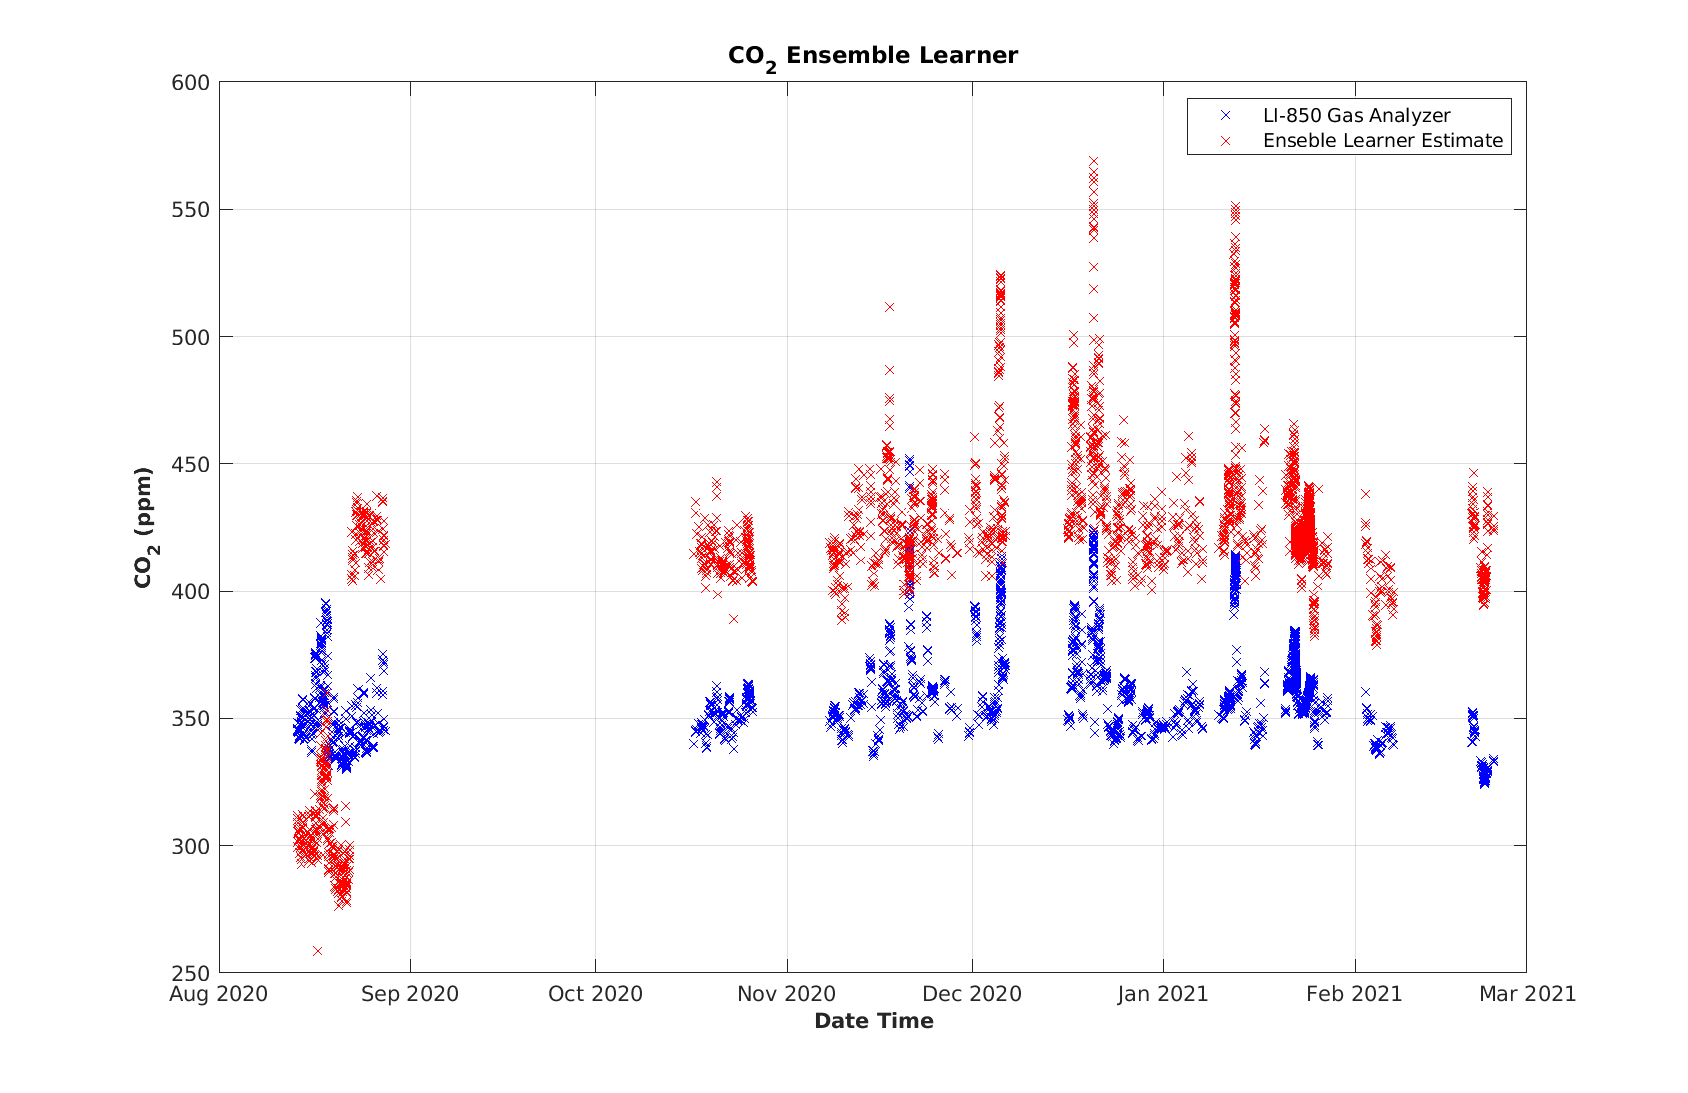 CO2 Ensemble Learner
LI-850 Gas Analyzer
Enseble Learner Estimate
CO2 (ppm)
600
550
500
450
400
350
300
250
Aug 2020 Sep 2020 Oct 2020 Nov 2020 Dec 2020 Jan 2021 Feb 2021 Mar 2021
Date Time